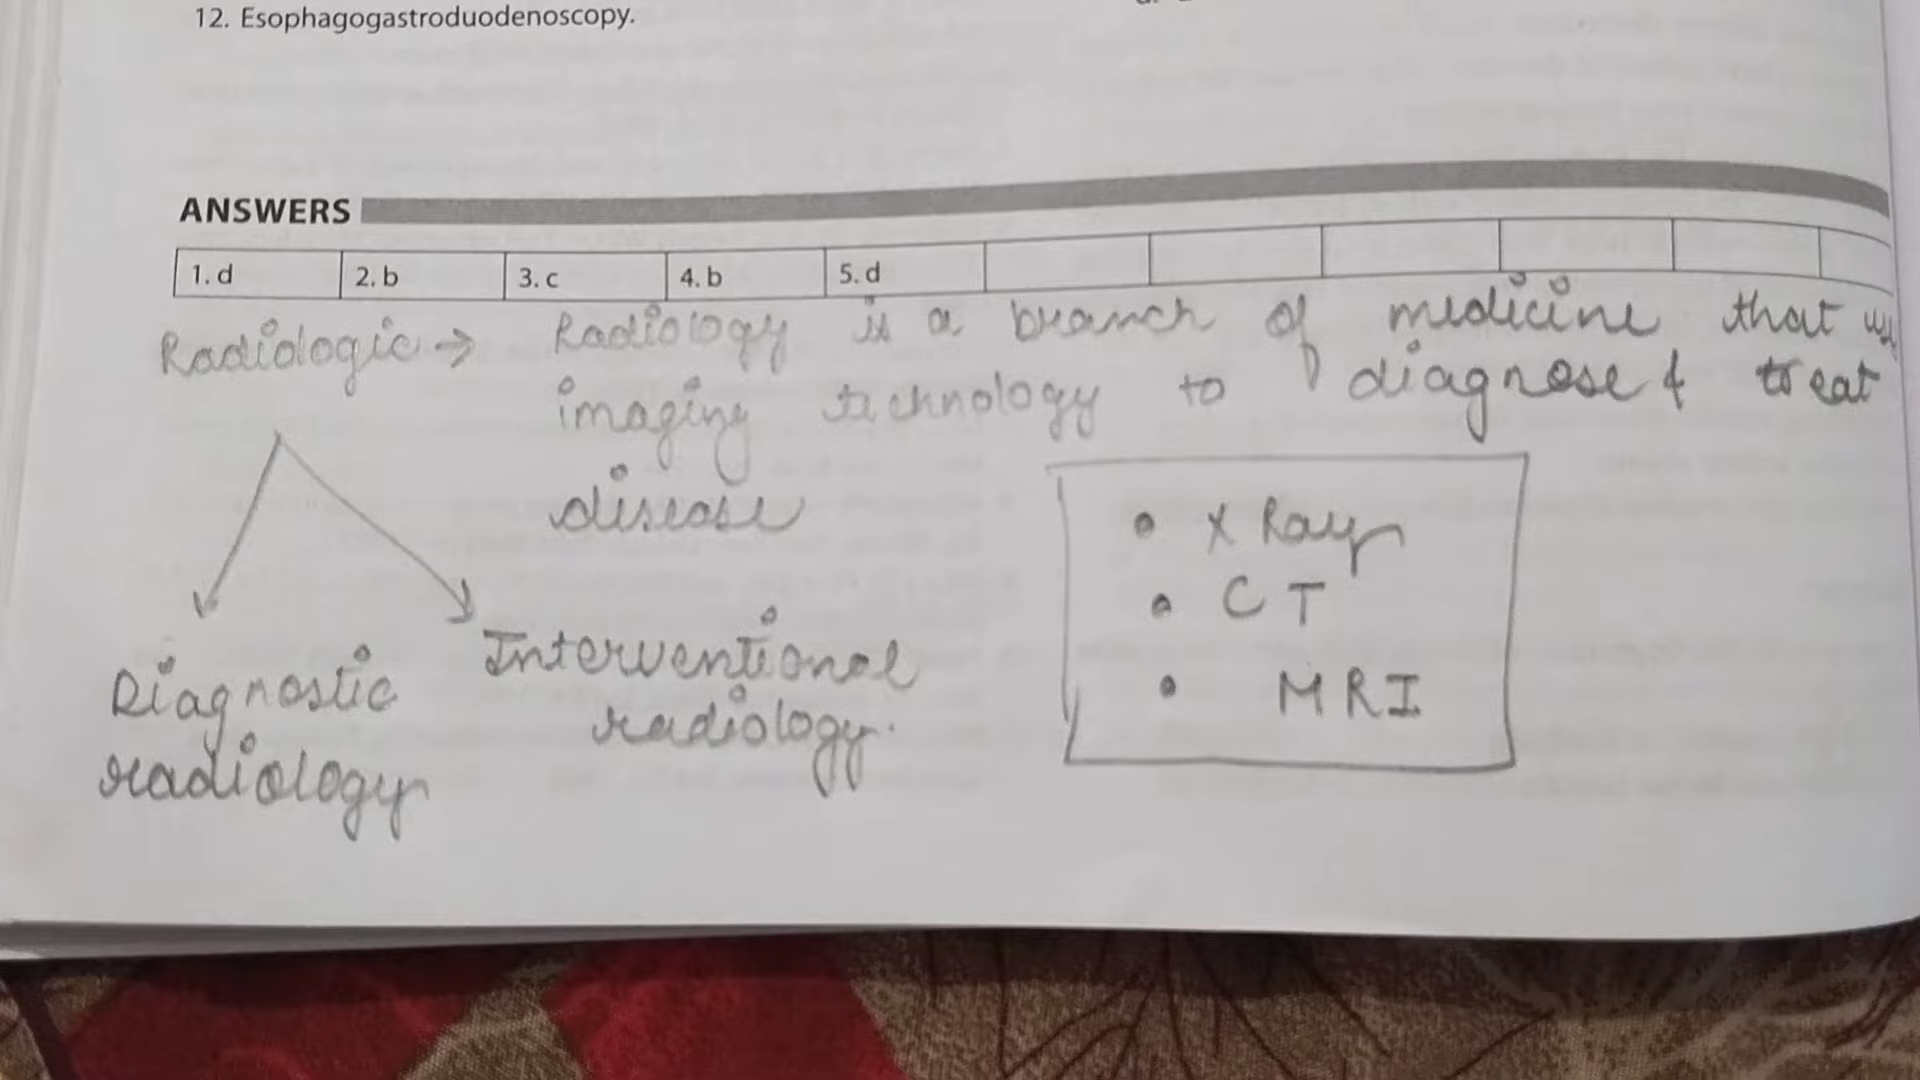 12. Esophagogastroduodenoscopy.
ANSWERS
1. d 2. b 3. c 4. b 5. d
Radiologic → Radiology is a branch of medicine that
imaging technology to diagnose & treat
disease
• X Ray
• CT
• MRI
Diagnostic
radiology
Interventional
radiology.